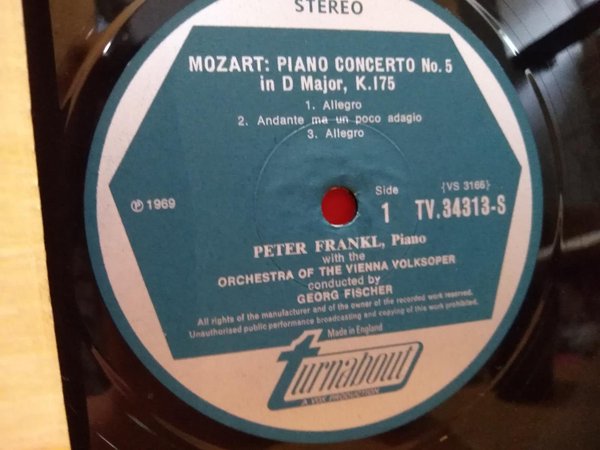 STEREO
MOZART: PIANO CONCERTO No. 5
in D Major, K.175
1. Allegro
2. Andante ma un poco adagio
3. Allegro
℗ 1969
Side 1
{VS 3166}
TV.34313-S
PETER FRANKL, Piano
with the
ORCHESTRA OF THE VIENNA VOLKSOPER
conducted by
GEORG FISCHER
All rights of the manufacturer and of the owner of the recorded work reserved.
Unauthorised public performance broadcasting and copying of this work prohibited.
Made in England
turnabout
A VOX PRODUCTION